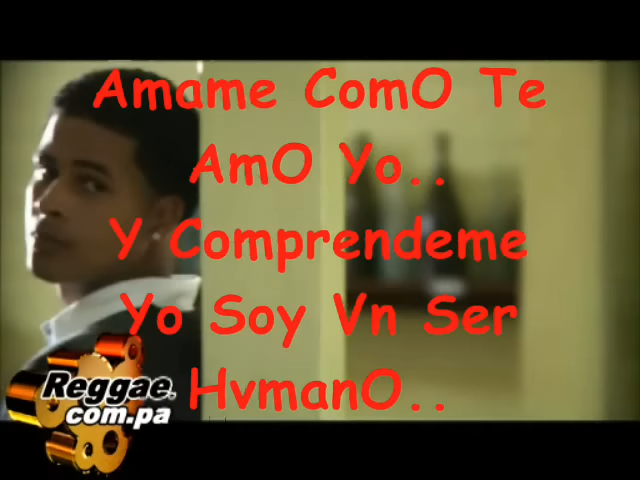 Amame ComO Te
AmO Yo..
Y Comprendeme
Yo Soy Vn Ser
HvmanO..
Reggae.
com.pa